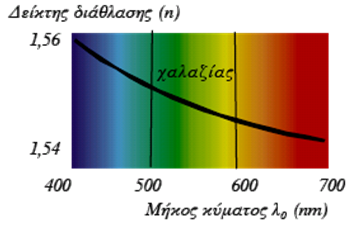 Δείκτης διάθλασης (n)
1,56
χαλαζίας
1,54
400 500 600 700
Μήκος κύματος λ₀ (nm)